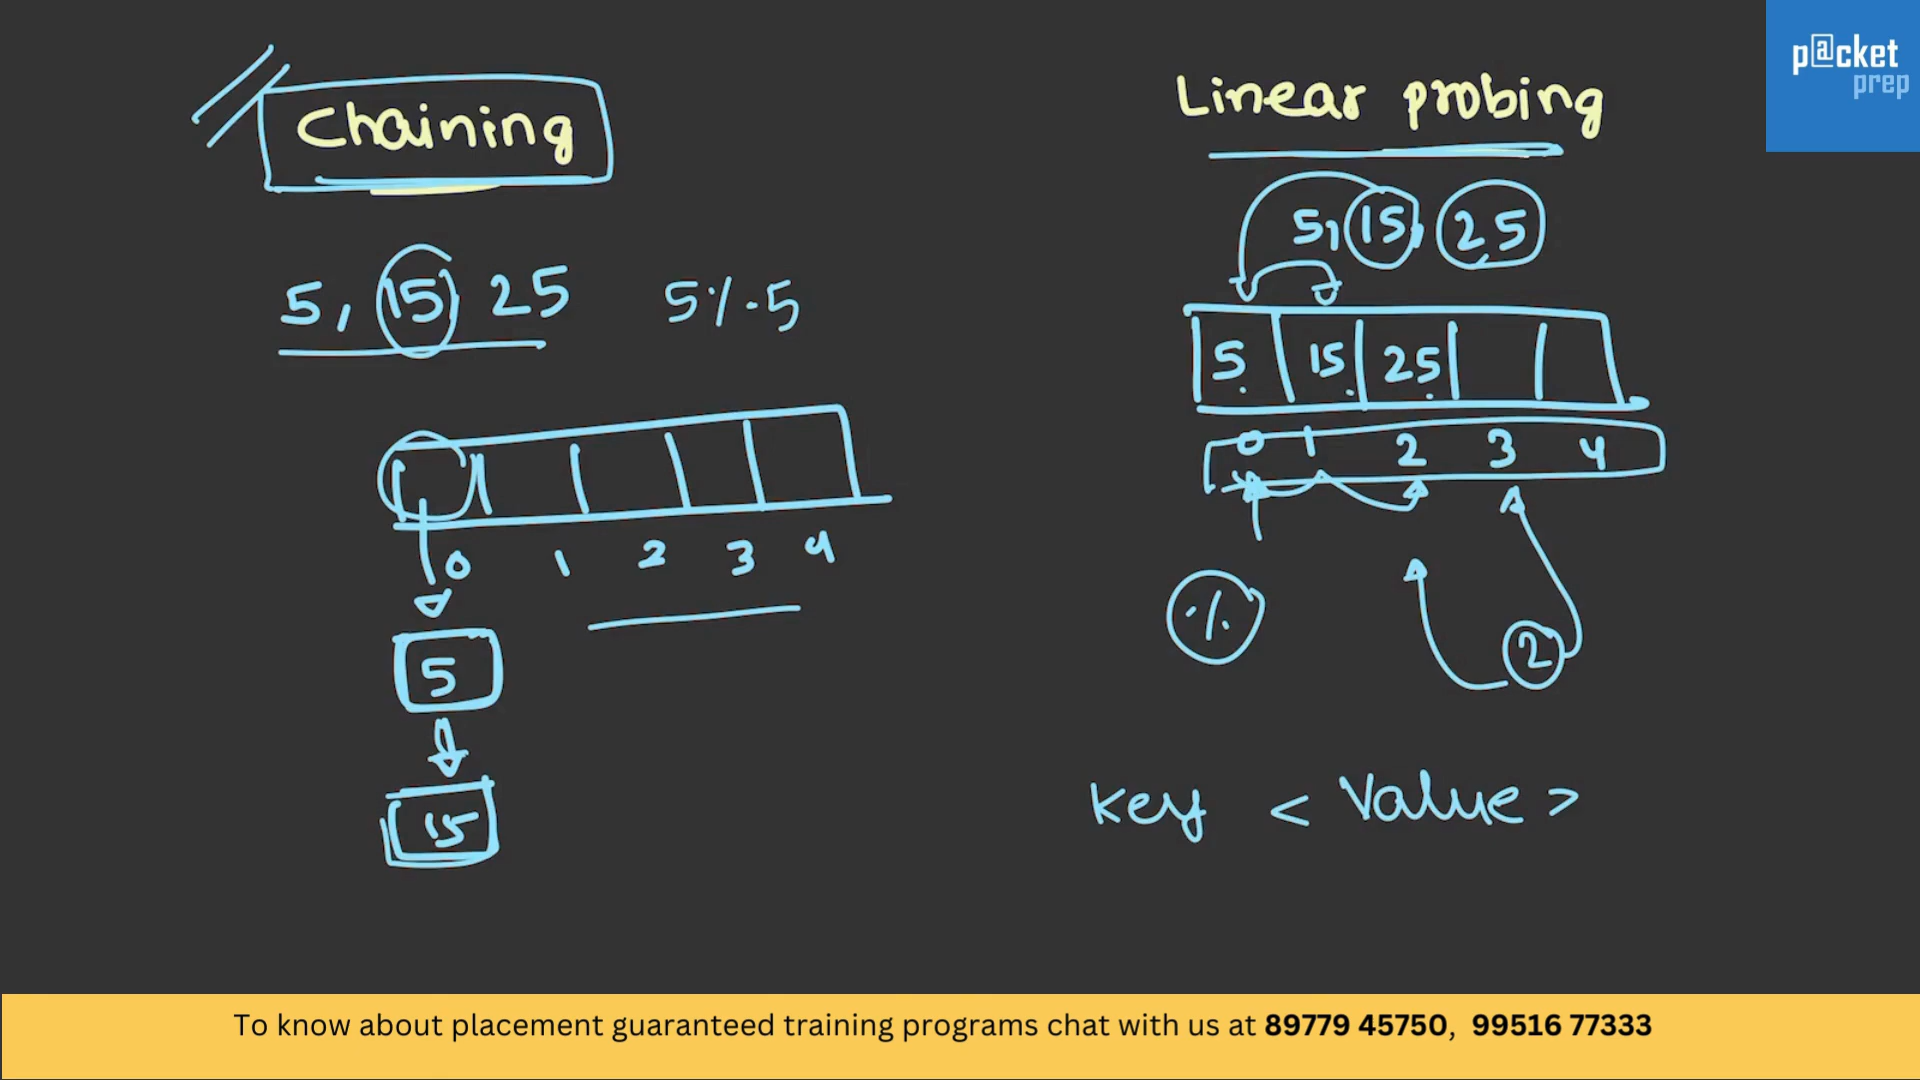 p@cket
prep
Chaining
5, 15, 25 5%5
0 1 2 3 4
5
15
Linear probing
5, 15, 25
5 15 25
0 1 2 3 4
%
2
Key < Value >
To know about placement guaranteed training programs chat with us at 89779 45750, 99516 77333